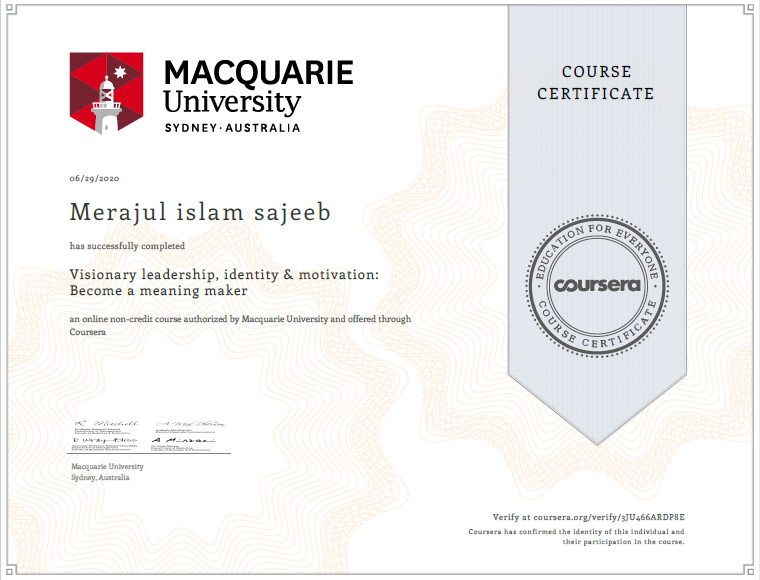 MACQUARIE
University
SYDNEY·AUSTRALIA
COURSE
CERTIFICATE
06/29/2020
Merajul islam sajeeb
has successfully completed
Visionary leadership, identity & motivation:
Become a meaning maker
an online non-credit course authorized by Macquarie University and offered through
Coursera
EDUCATION FOR EVERYONE
coursera
COURSE CERTIFICATE
Macquarie University
Sydney, Australia
Verify at coursera.org/verify/3JU466ARDP8E
Coursera has confirmed the identity of this individual and
their participation in the course.